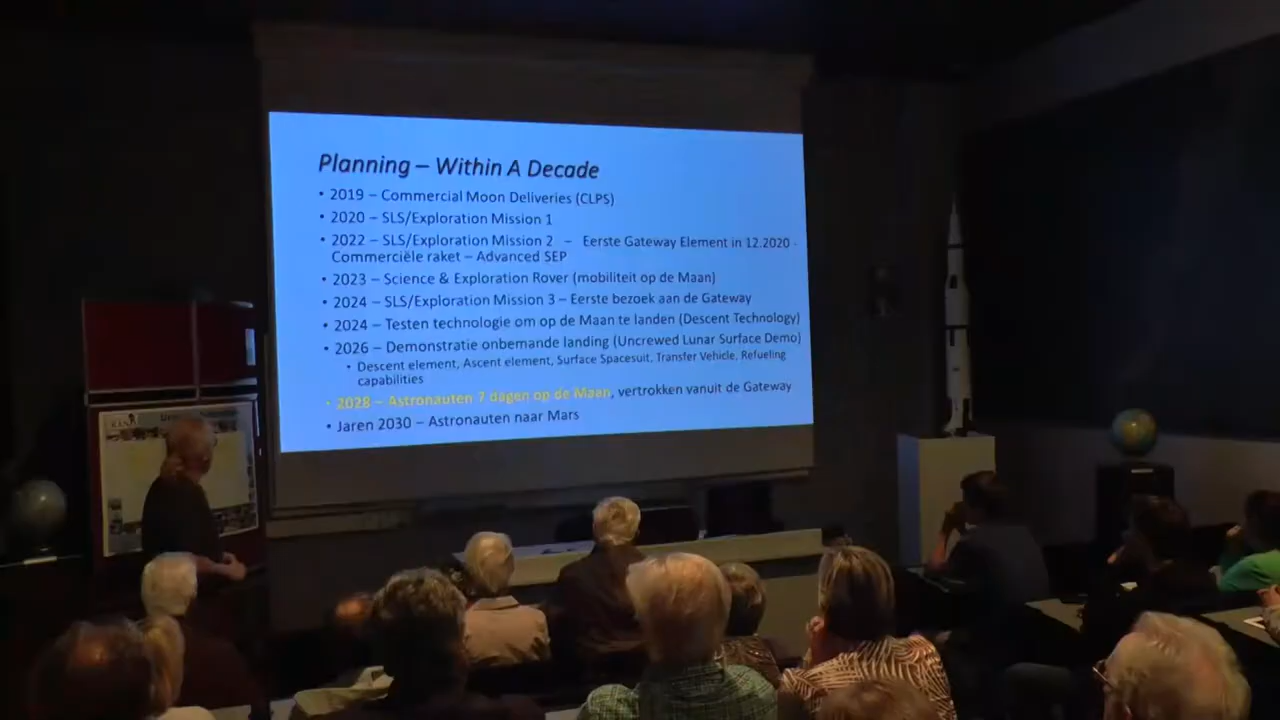 Planning – Within A Decade
• 2019 – Commercial Moon Deliveries (CLPS)
• 2020 – SLS/Exploration Mission 1
• 2022 – SLS/Exploration Mission 2 – Eerste Gateway Element in 12.2020 -
Commerciële raket – Advanced SEP
• 2023 – Science & Exploration Rover (mobiliteit op de Maan)
• 2024 – SLS/Exploration Mission 3 – Eerste bezoek aan de Gateway
• 2024 – Testen technologie om op de Maan te landen (Descent Technology)
• 2026 – Demonstratie onbemande landing (Uncrewed Lunar Surface Demo)
• Descent element, Ascent element, Surface Spacesuit, Transfer Vehicle, Refueling
capabilities
• 2028 – Astronauten 7 dagen op de Maan, vertrokken vanuit de Gateway
• Jaren 2030 – Astronauten naar Mars